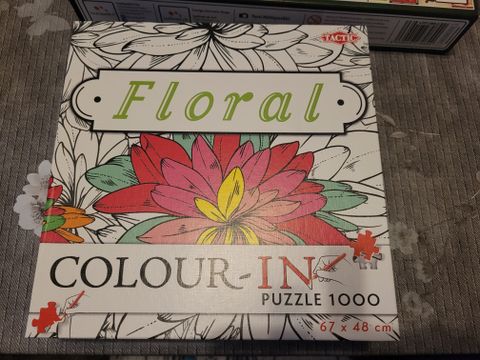 TACTIC
Floral
COLOUR-IN
PUZZLE 1000
67 x 48 cm